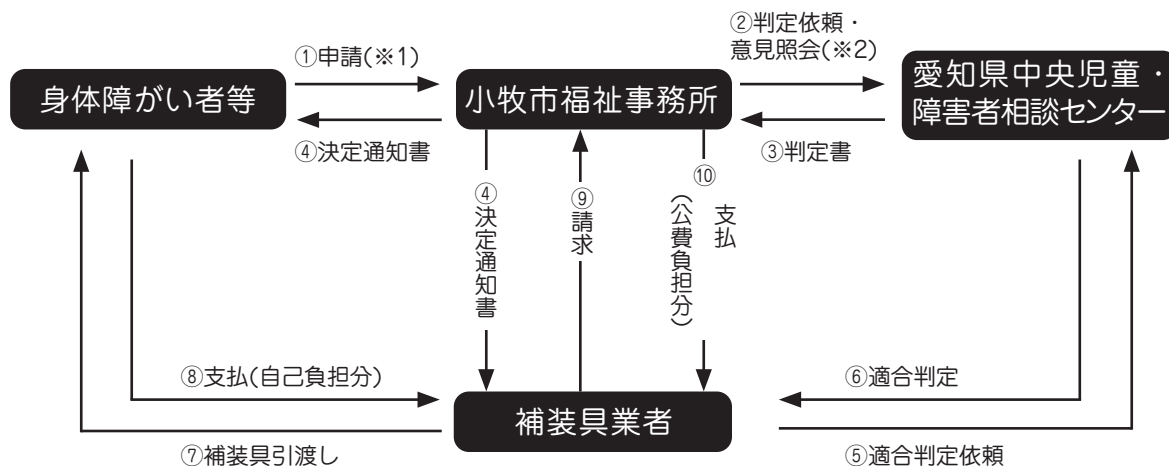 ②判定依頼・
意見照会(※2)
①申請(※1)
身体障がい者等
小牧市福祉事務所
愛知県中央児童・
障害者相談センター
④決定通知書
③判定書
④決定通知書
⑨請求
⑩支払
(公費負担分)
⑧支払(自己負担分)
⑥適合判定
補装具業者
⑦補装具引渡し
⑤適合判定依頼